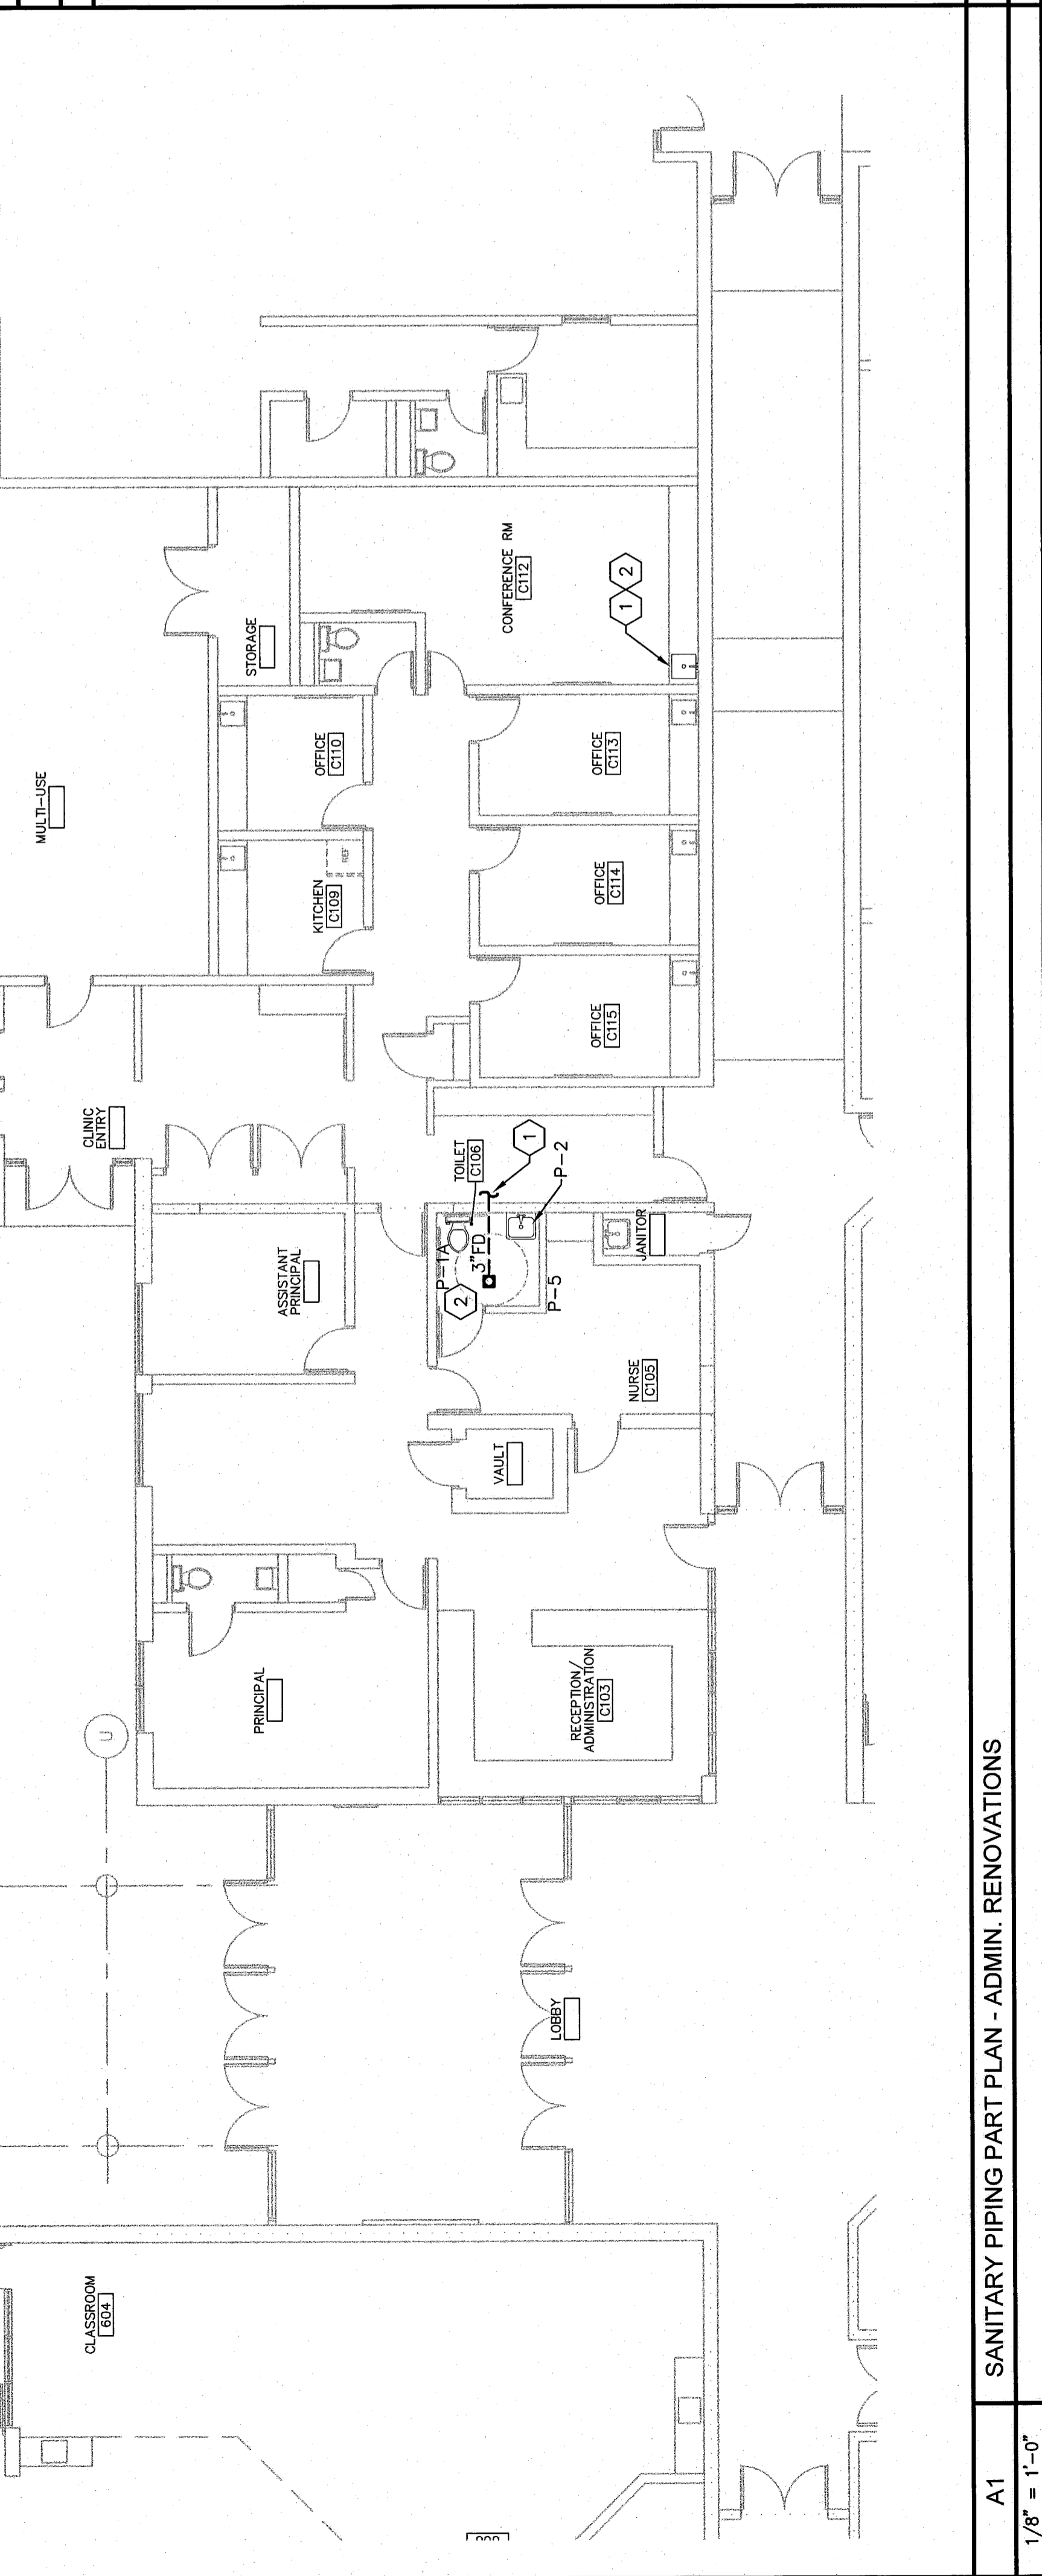 MULTI-USE
STORAGE
CONFERENCE RM
C112
1
2
OFFICE
C110
OFFICE
C113
KITCHEN
C109
REF
OFFICE
C114
OFFICE
C115
CLINIC
ENTRY
TOILET
C106
1
P-2
P-1A
3"FD
2
P-5
JANITOR
ASSISTANT
PRINCIPAL
NURSE
C105
VAULT
PRINCIPAL
RECEPTION/
ADMINISTRATION
C103
U
LOBBY
CLASSROOM
604
A1
SANITARY PIPING PART PLAN - ADMIN. RENOVATIONS
1/8" = 1'-0"